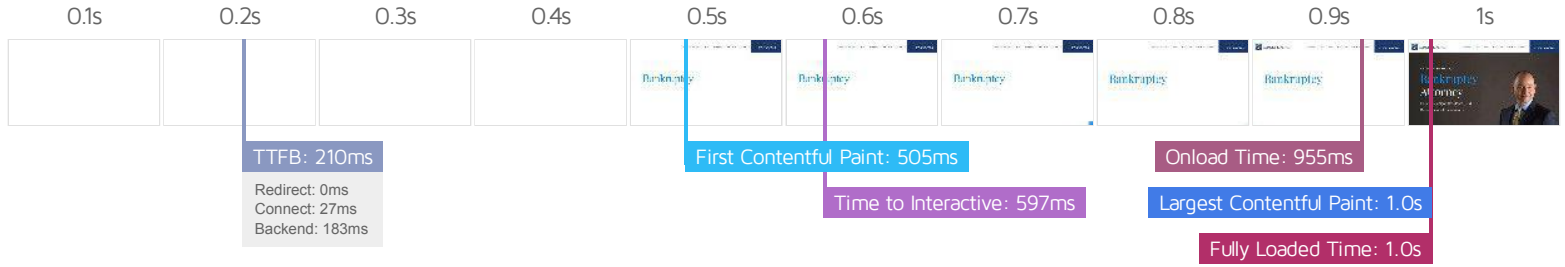 0.1s 0.2s 0.3s 0.4s 0.5s 0.6s 0.7s 0.8s 0.9s 1s
Bankruptcy Bankruptcy Bankruptcy Bankruptcy Bankruptcy Bankruptcy
Attorney
TTFB: 210ms First Contentful Paint: 505ms Onload Time: 955ms
Redirect: 0ms
Connect: 27ms
Backend: 183ms
Time to Interactive: 597ms Largest Contentful Paint: 1.0s
Fully Loaded Time: 1.0s